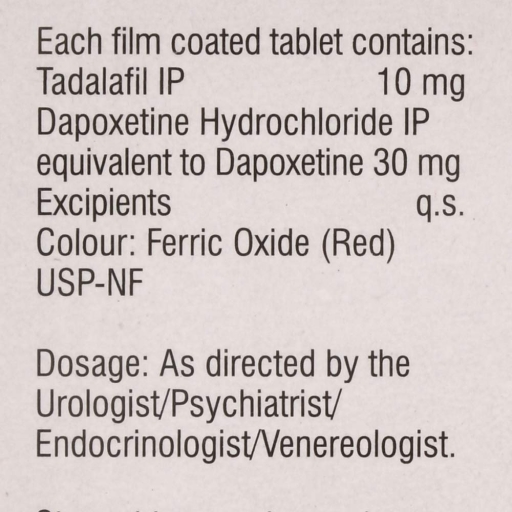 Each film coated tablet contains:
Tadalafil IP 10 mg
Dapoxetine Hydrochloride IP
equivalent to Dapoxetine 30 mg
Excipients q.s.
Colour: Ferric Oxide (Red)
USP-NF
Dosage: As directed by the
Urologist/Psychiatrist/
Endocrinologist/Venereologist.